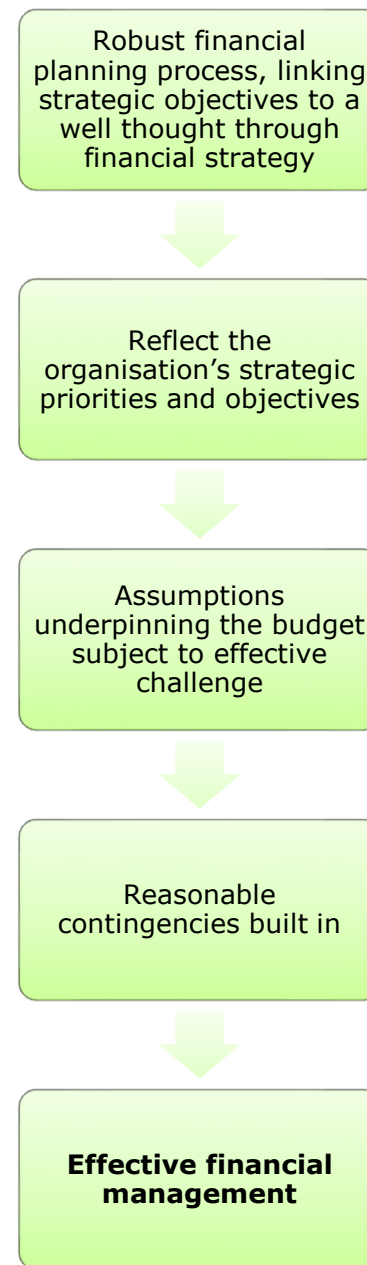 Robust financial
planning process, linking
strategic objectives to a
well thought through
financial strategy
Reflect the
organisation’s strategic
priorities and objectives
Assumptions
underpinning the budget
subject to effective
challenge
Reasonable
contingencies built in
Effective financial
management